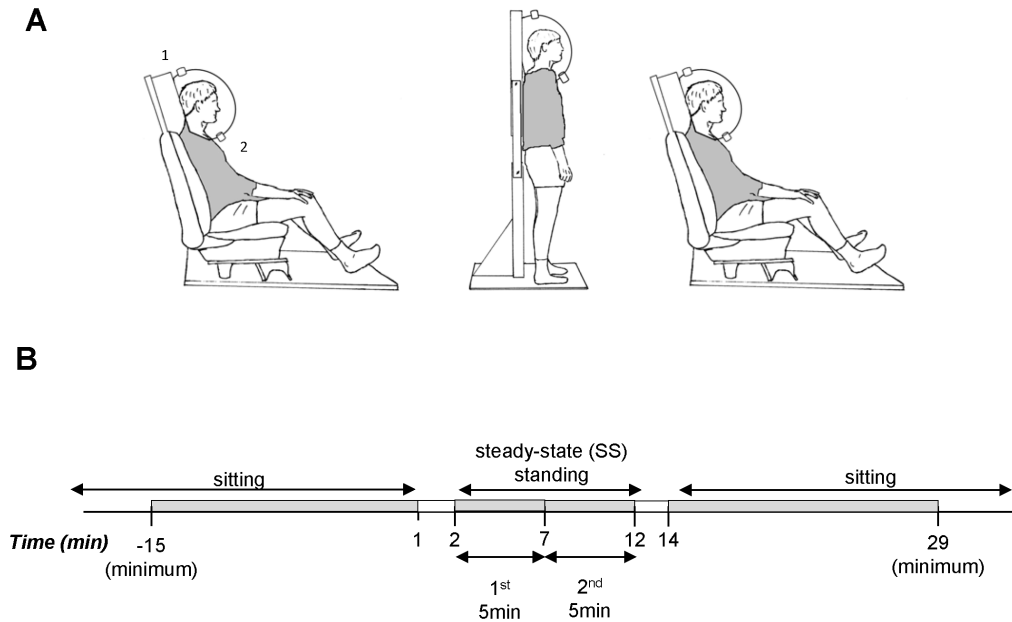 A
1
2
B
steady-state (SS)
standing
sitting
sitting
Time (min)
-15
1
2
7
12
14
29
(minimum)
(minimum)
1st
2nd
5min
5min